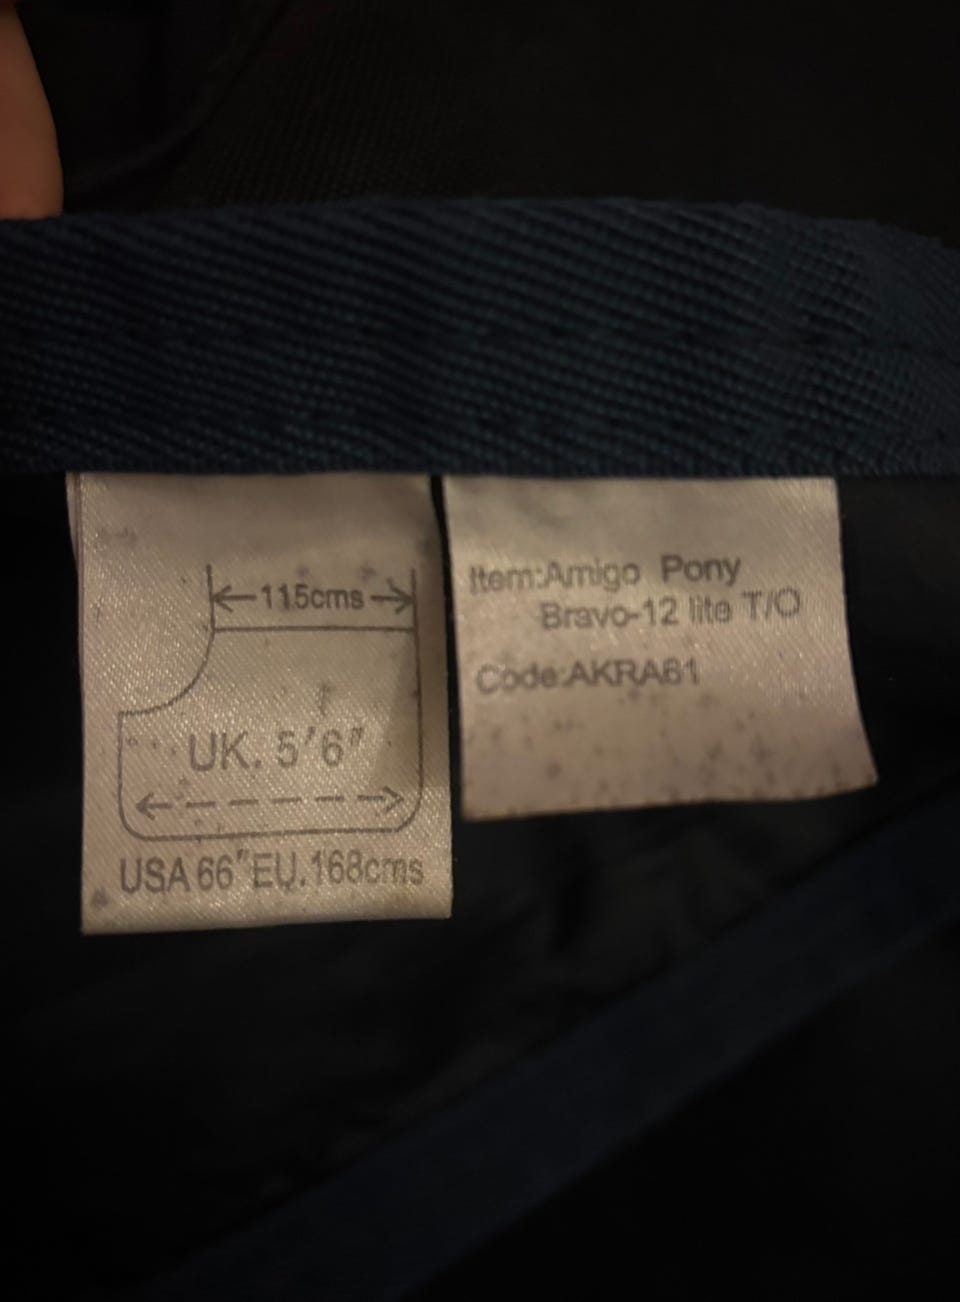 115cms
UK. 5'6"
USA 66" EU.168cms
Item:Amigo Pony
Bravo-12 lite T/O
Code:AKRA61